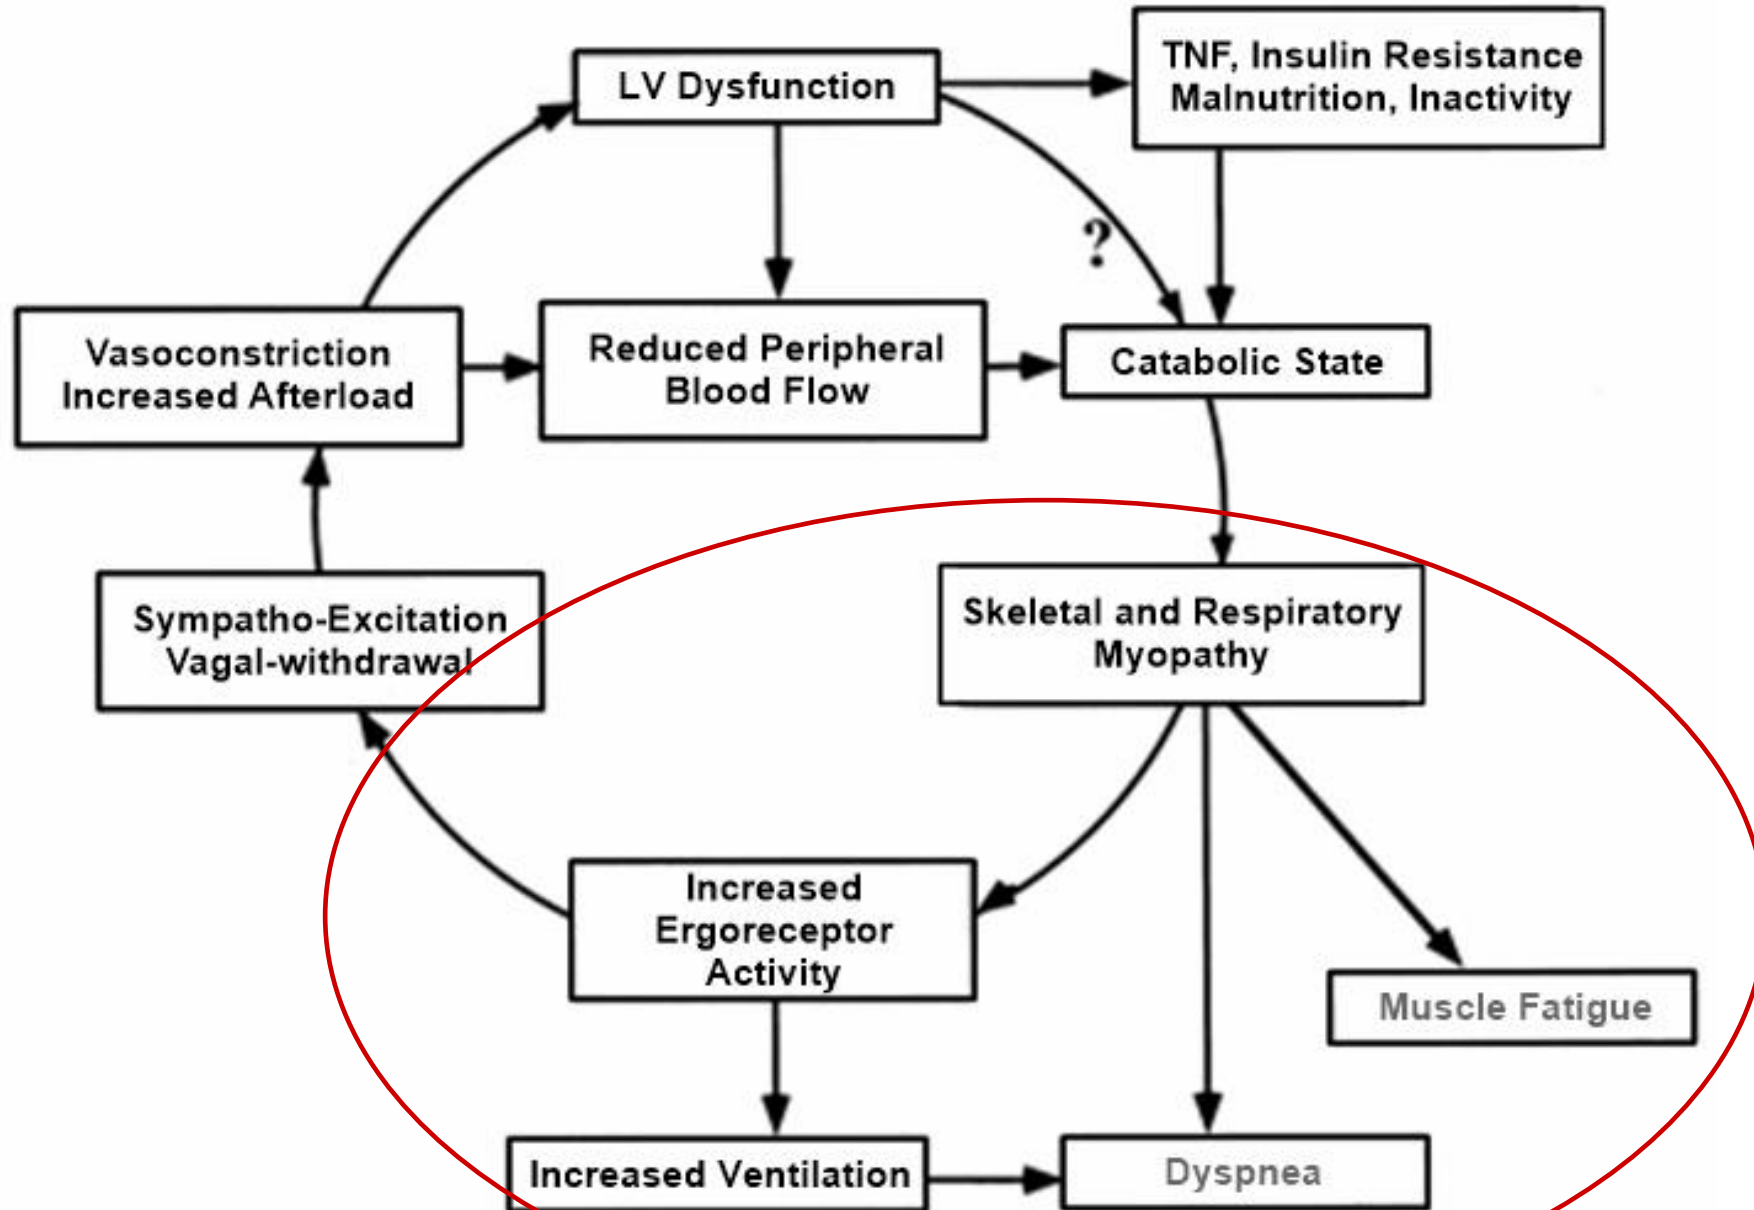 LV Dysfunction
TNF, Insulin Resistance
Malnutrition, Inactivity
?
Vasoconstriction
Increased Afterload
Reduced Peripheral
Blood Flow
Catabolic State
Sympatho-Excitation
Vagal-withdrawal
Skeletal and Respiratory
Myopathy
Increased
Ergoreceptor
Activity
Muscle Fatigue
Increased Ventilation
Dyspnea